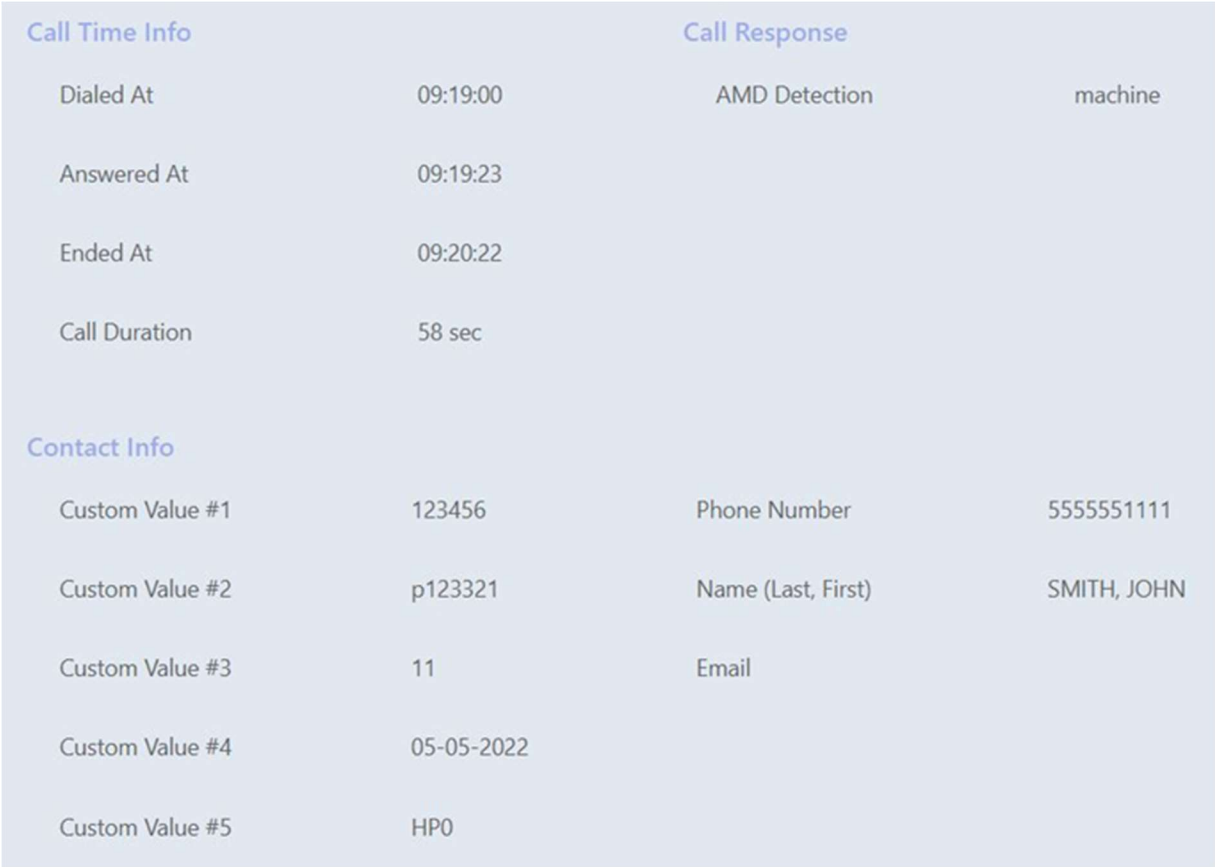 Call Time Info Call Response
Dialed At 09:19:00 AMD Detection machine
Answered At 09:19:23
Ended At 09:20:22
Call Duration 58 sec
Contact Info
Custom Value #1 123456 Phone Number 5555551111
Custom Value #2 p123321 Name (Last, First) SMITH, JOHN
Custom Value #3 11 Email
Custom Value #4 05-05-2022
Custom Value #5 HP0